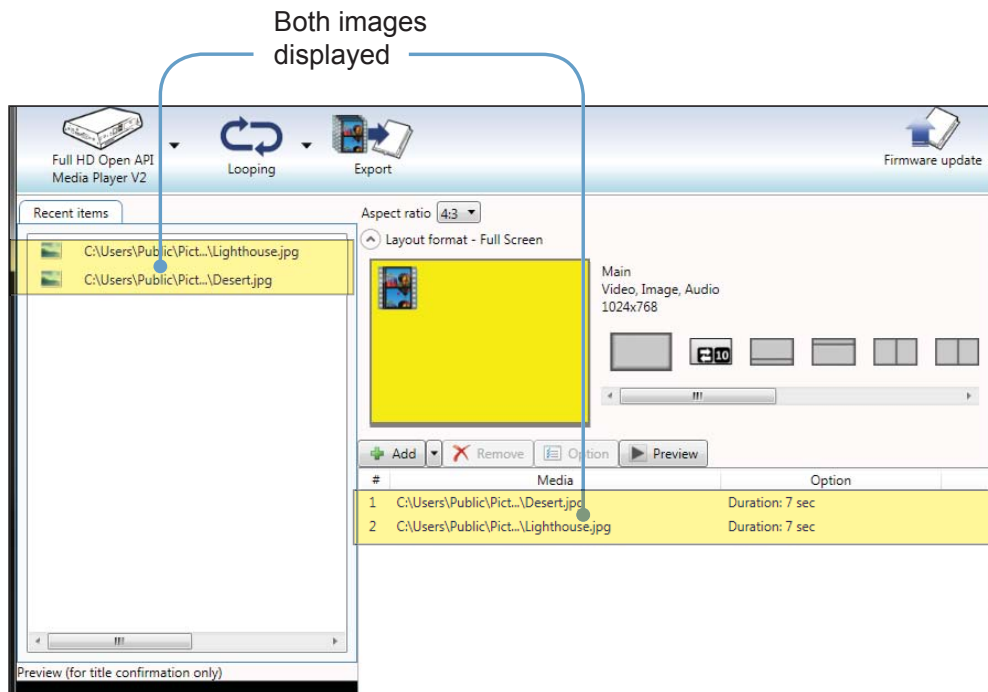 Both images
displayed
Full HD Open API
Media Player V2
Looping
Export
Firmware update
Recent items
C:\Users\Public\Pict...\Lighthouse.jpg
C:\Users\Public\Pict...\Desert.jpg
Preview (for title confirmation only)
Aspect ratio 4:3
Layout format - Full Screen
Main
Video, Image, Audio
1024x768
10
Add Remove Option Preview
# Media Option
1 C:\Users\Public\Pict...\Desert.jpg Duration: 7 sec
2 C:\Users\Public\Pict...\Lighthouse.jpg Duration: 7 sec